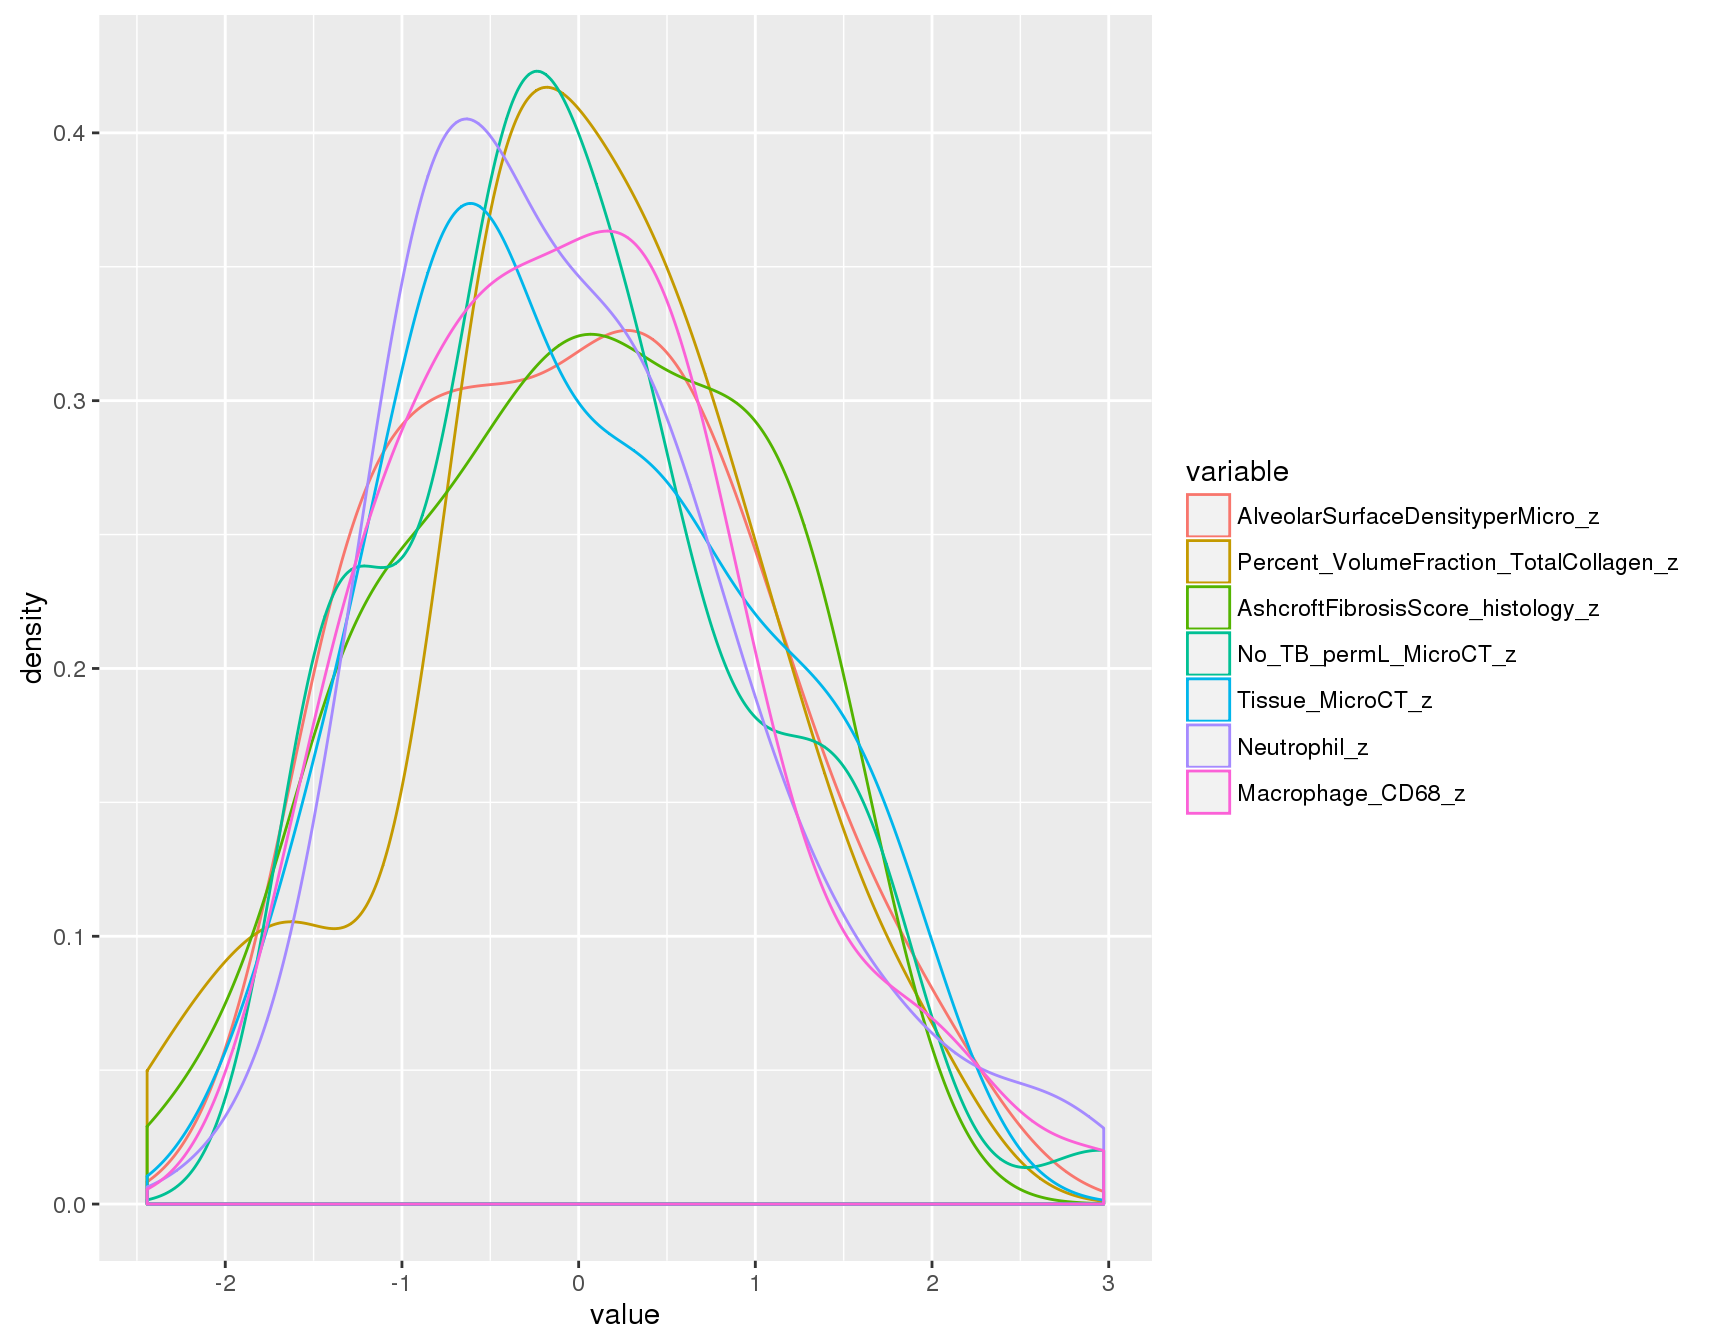 0.4
0.3
0.2
0.1
0.0
density
-2
-1
0
1
2
3
value
variable
AlveolarSurfaceDensityperMicro_z
Percent_VolumeFraction_TotalCollagen_z
AshcroftFibrosisScore_histology_z
No_TB_permL_MicroCT_z
Tissue_MicroCT_z
Neutrophil_z
Macrophage_CD68_z